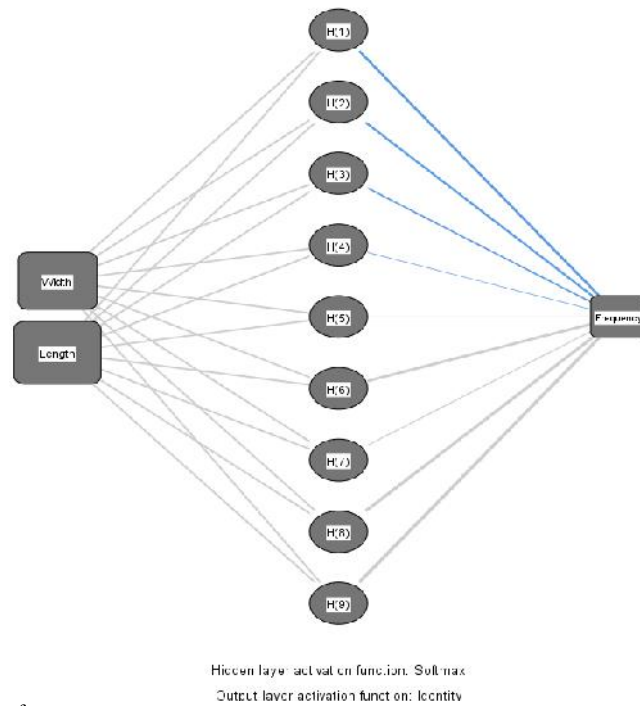 H(1)
H(2)
H(3)
H(4)
Width
H(5)
Frequency
Length
H(6)
H(7)
H(8)
H(9)
Hidden layer activation function: Softmax
Output layer activation function: Identity